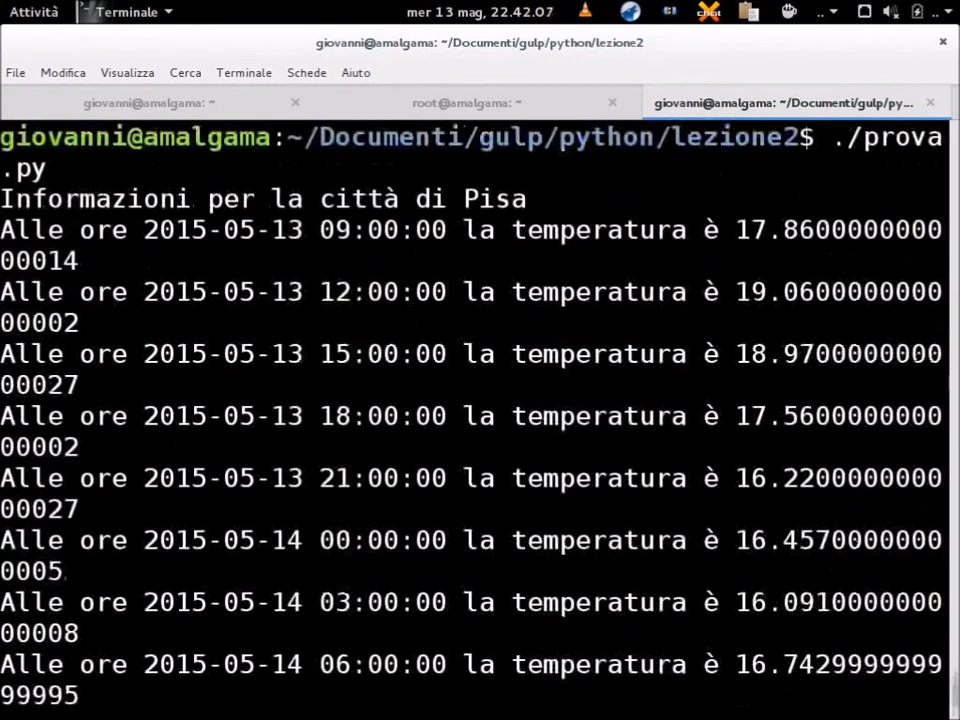 Attività Terminale mer 13 mag, 22.42.07 chat .. ..
giovanni@amalgama: ~/Documenti/gulp/python/lezione2
File Modifica Visualizza Cerca Terminale Schede Aiuto
giovanni@amalgama: ~ root@amalgama: ~ giovanni@amalgama: ~/Documenti/gulp/py...
giovanni@amalgama:~/Documenti/gulp/python/lezione2$ ./prova
.py
Informazioni per la città di Pisa
Alle ore 2015-05-13 09:00:00 la temperatura è 17.8600000000
00014
Alle ore 2015-05-13 12:00:00 la temperatura è 19.0600000000
00002
Alle ore 2015-05-13 15:00:00 la temperatura è 18.9700000000
00027
Alle ore 2015-05-13 18:00:00 la temperatura è 17.5600000000
00002
Alle ore 2015-05-13 21:00:00 la temperatura è 16.2200000000
00027
Alle ore 2015-05-14 00:00:00 la temperatura è 16.4570000000
0005
Alle ore 2015-05-14 03:00:00 la temperatura è 16.0910000000
00008
Alle ore 2015-05-14 06:00:00 la temperatura è 16.7429999999
99995